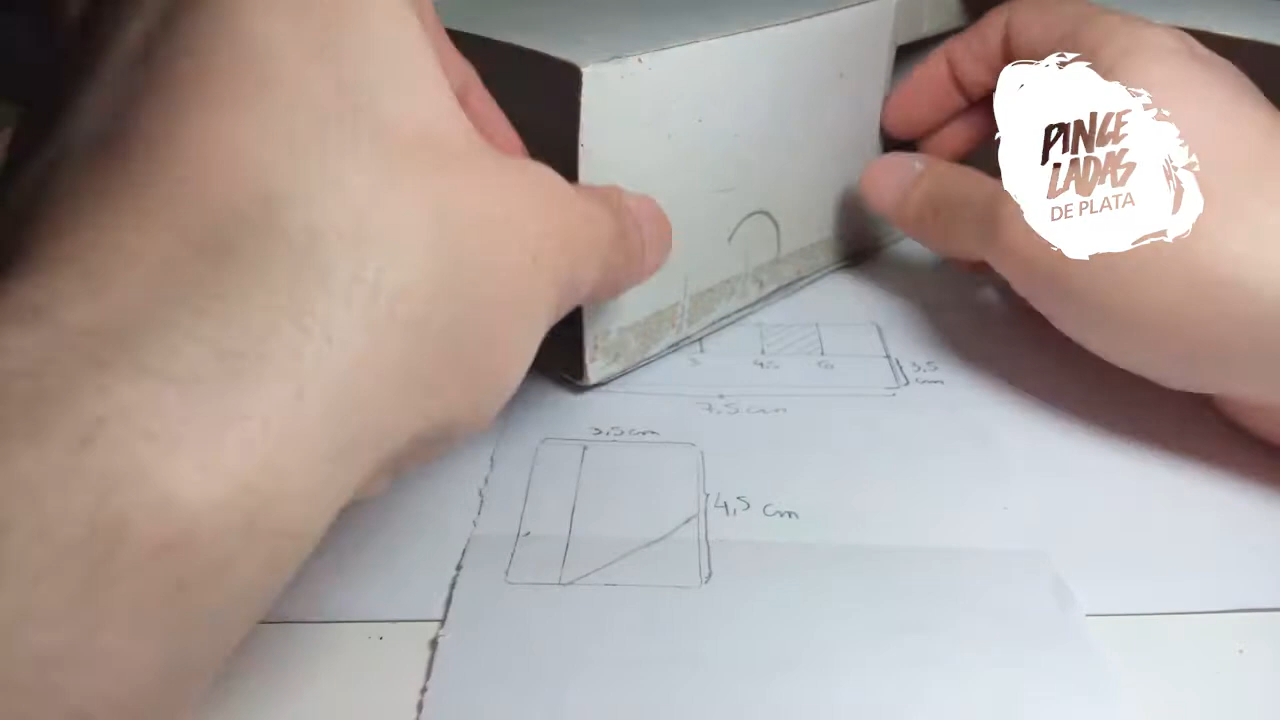 PINCE
LADAS
DE PLATA
3 4,5 6
3,5
cm
7,5 cm
3,5 cm
4,5 cm